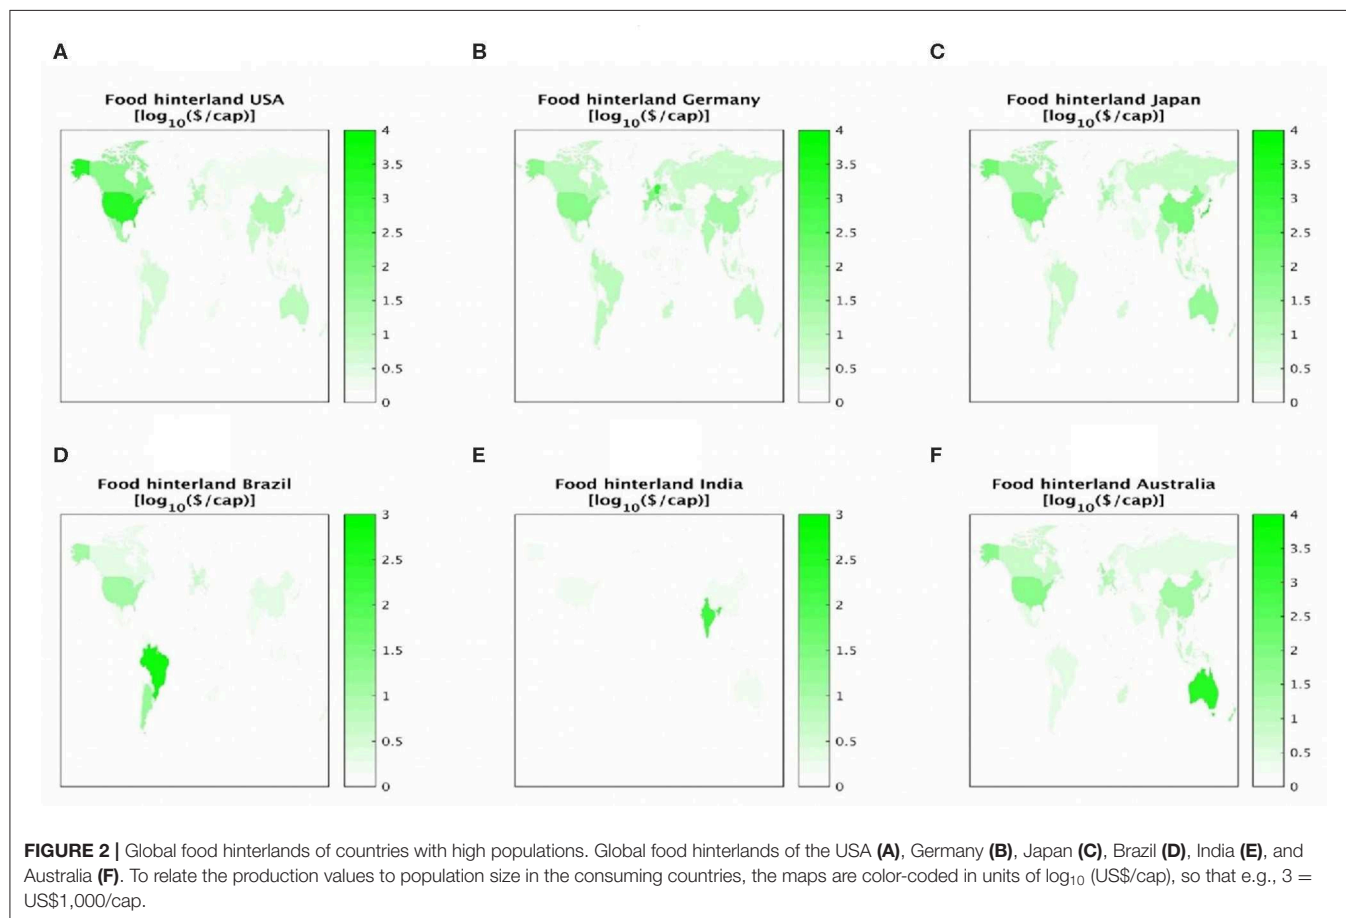 A
B
C
Food hinterland USA
[log10($/cap)]
4
3.5
3
2.5
2
1.5
1
0.5
0
Food hinterland Germany
[log10($/cap)]
4
3.5
3
2.5
2
1.5
1
0.5
0
Food hinterland Japan
[log10($/cap)]
4
3.5
3
2.5
2
1.5
1
0.5
0
D
E
F
Food hinterland Brazil
[log10($/cap)]
3
2.5
2
1.5
1
0.5
0
Food hinterland India
[log10($/cap)]
3
2.5
2
1.5
1
0.5
0
Food hinterland Australia
[log10($/cap)]
4
3.5
3
2.5
2
1.5
1
0.5
0
FIGURE 2 | Global food hinterlands of countries with high populations. Global food hinterlands of the USA (A), Germany (B), Japan (C), Brazil (D), India (E), and
Australia (F). To relate the production values to population size in the consuming countries, the maps are color-coded in units of log10 (US$/cap), so that e.g., 3 =
US$1,000/cap.